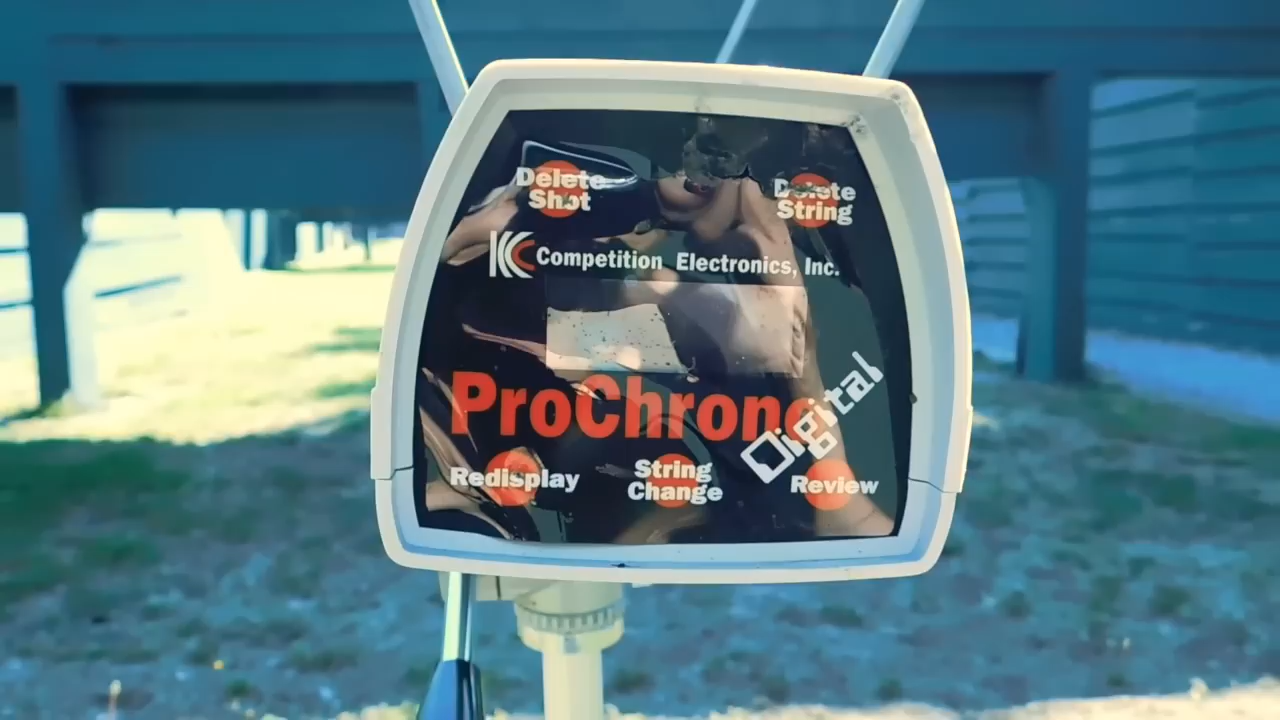 Delete
Shot
Delete
String
Competition Electronics, Inc.
ProChrono
Digital
Redisplay
String
Change
Review